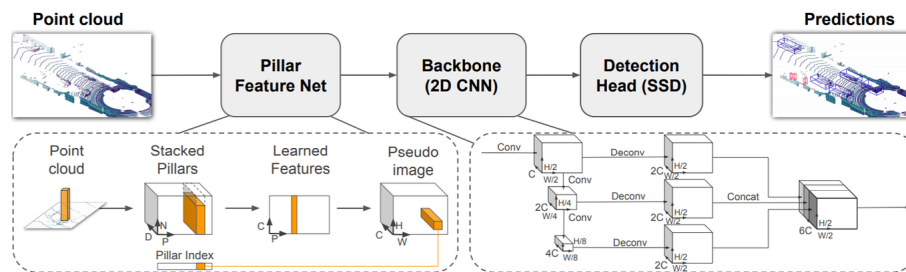 Point cloud
Predictions
Pillar
Feature Net
Backbone
(2D CNN)
Detection
Head (SSD)
Point
cloud
Stacked
Pillars
Learned
Features
Pseudo
image
N
D
P
C
P
H
C
W
Pillar Index
Conv
C
H/2
W/2
Deconv
2C
H/2
W/2
Conv
2C
H/4
W/4
Deconv
2C
H/2
W/2
Concat
6C
H/2
W/2
Conv
4C
H/8
W/8
Deconv
2C
H/2
W/2